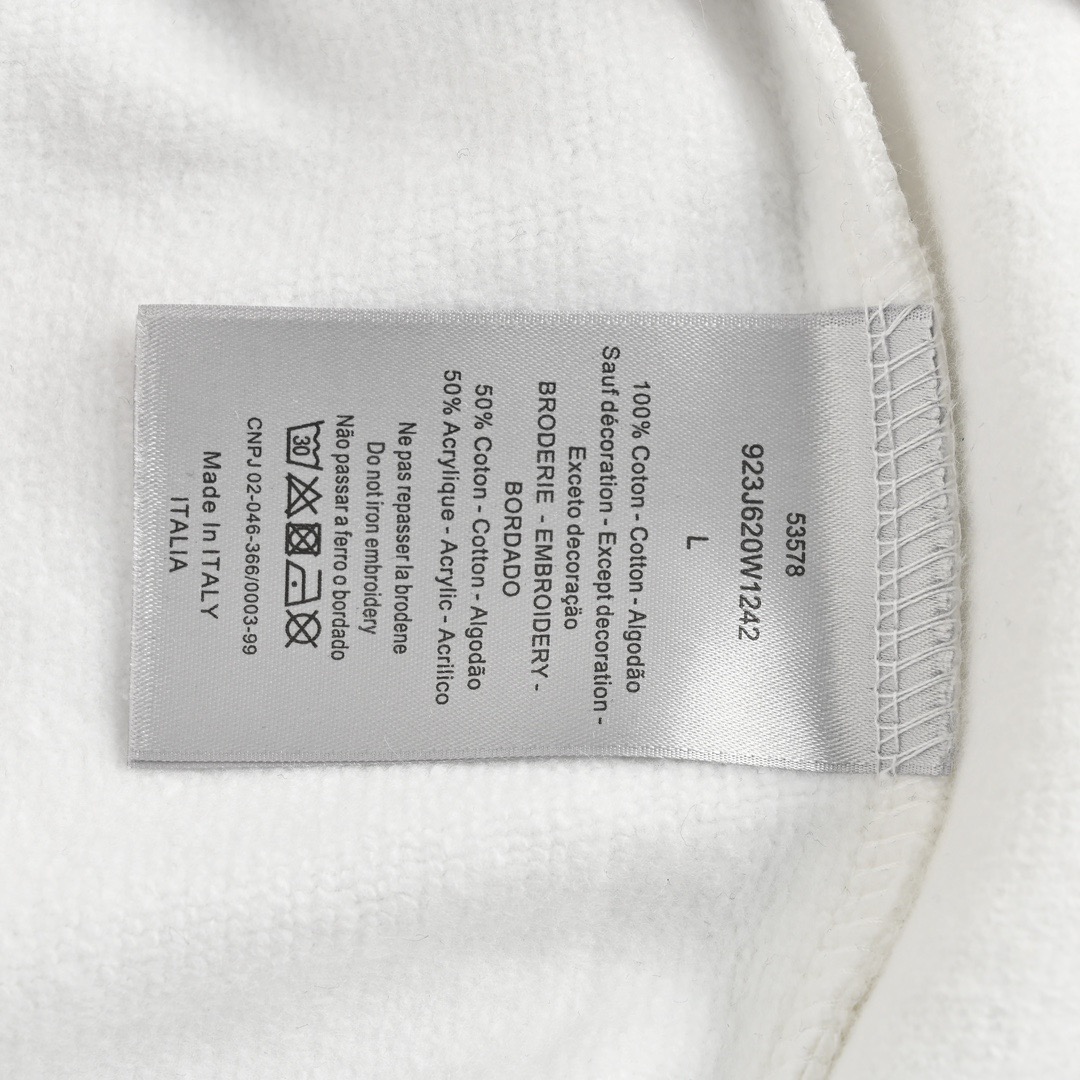 53578
923J620W1242
L
100% Coton - Cotton - Algodão
Sauf décoration - Except decoration -
Exceto decoração
BRODERIE - EMBROIDERY -
BORDADO
50% Coton - Cotton - Algodão
50% Acrylique - Acrylic - Acrilico
Ne pas repasser la brodene
Do not iron embroidery
Não passar a ferro o bordado
30
CNPJ 02-046-366/0003-99
Made In ITALY
ITALIA